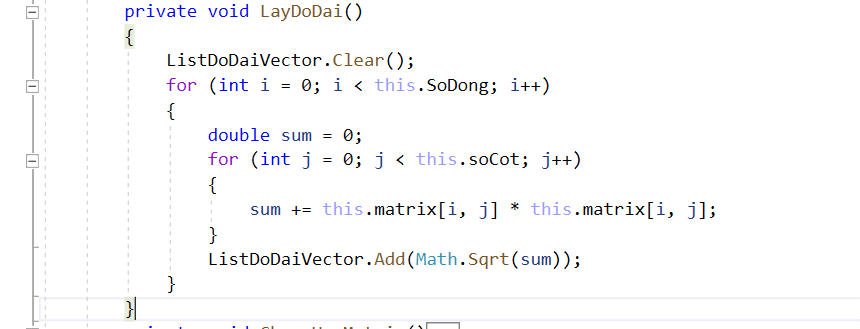 private void LayDoDai()
{
ListDoDaiVector.Clear();
for (int i = 0; i < this.SoDong; i++)
{
double sum = 0;
for (int j = 0; j < this.soCot; j++)
{
sum += this.matrix[i, j] * this.matrix[i, j];
}
ListDoDaiVector.Add(Math.Sqrt(sum));
}
}